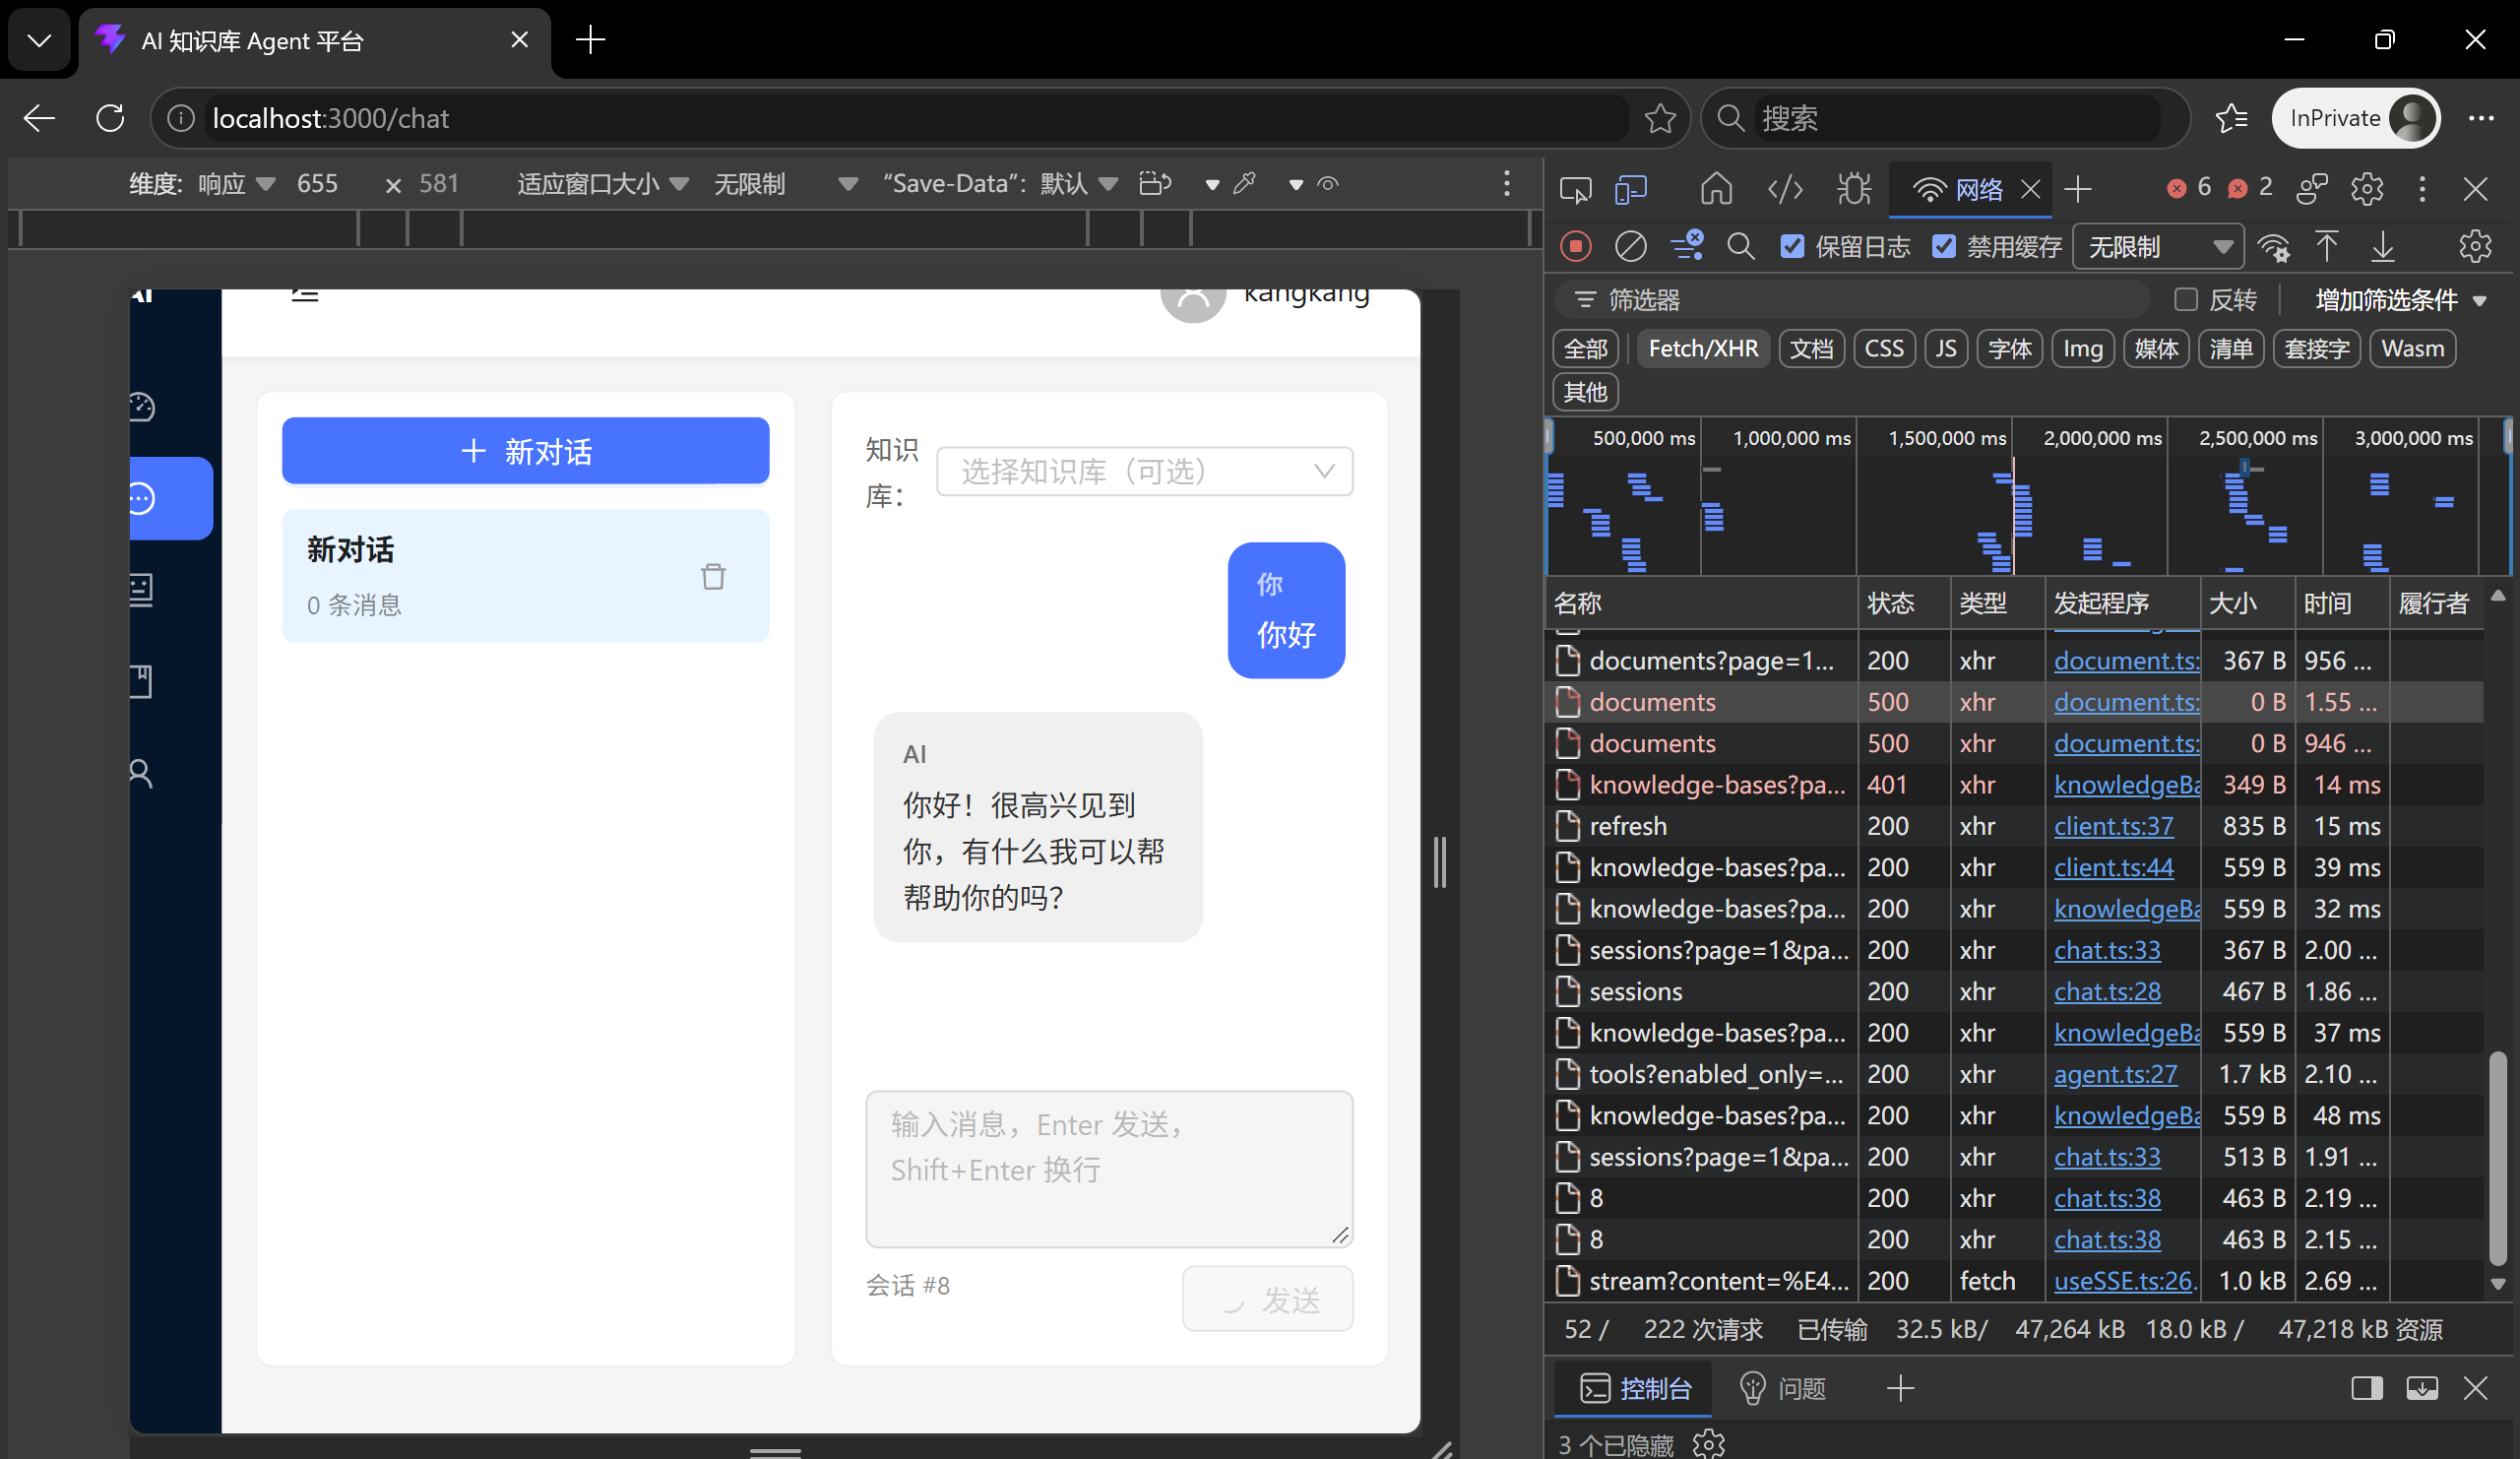 AI 知识库 Agent 平台
localhost:3000/chat
搜索
InPrivate
维度: 响应 655 × 581 适应窗口大小 无限制 “Save-Data”: 默认
网络
6 2
保留日志 禁用缓存 无限制
筛选器 反转 增加筛选条件
全部 Fetch/XHR 文档 CSS JS 字体 Img 媒体 清单 套接字 Wasm
其他
500,000 ms 1,000,000 ms 1,500,000 ms 2,000,000 ms 2,500,000 ms 3,000,000 ms
AI
kangkang
新对话
新对话
0 条消息
知识
库：
选择知识库（可选）
你
你好
AI
你好！很高兴见到
你，有什么我可以帮
帮助你的吗？
输入消息，Enter 发送，
Shift+Enter 换行
会话 #8
发送
名称 状态 类型 发起程序 大小 时间 履行者
documents?page=1... 200 xhr document.ts: 367 B 956 ...
documents 500 xhr document.ts: 0 B 1.55 ...
documents 500 xhr document.ts: 0 B 946 ...
knowledge-bases?pa... 401 xhr knowledgeBa 349 B 14 ms
refresh 200 xhr client.ts:37 835 B 15 ms
knowledge-bases?pa... 200 xhr client.ts:44 559 B 39 ms
knowledge-bases?pa... 200 xhr knowledgeBa 559 B 32 ms
sessions?page=1&pa... 200 xhr chat.ts:33 367 B 2.00 ...
sessions 200 xhr chat.ts:28 467 B 1.86 ...
knowledge-bases?pa... 200 xhr knowledgeBa 559 B 37 ms
tools?enabled_only=... 200 xhr agent.ts:27 1.7 kB 2.10 ...
knowledge-bases?pa... 200 xhr knowledgeBa 559 B 48 ms
sessions?page=1&pa... 200 xhr chat.ts:33 513 B 1.91 ...
8 200 xhr chat.ts:38 463 B 2.19 ...
8 200 xhr chat.ts:38 463 B 2.15 ...
stream?content=%E4... 200 fetch useSSE.ts:26. 1.0 kB 2.69 ...
52 / 222 次请求 已传输 32.5 kB/ 47,264 kB 18.0 kB / 47,218 kB 资源
控制台 问题
3 个已隐藏